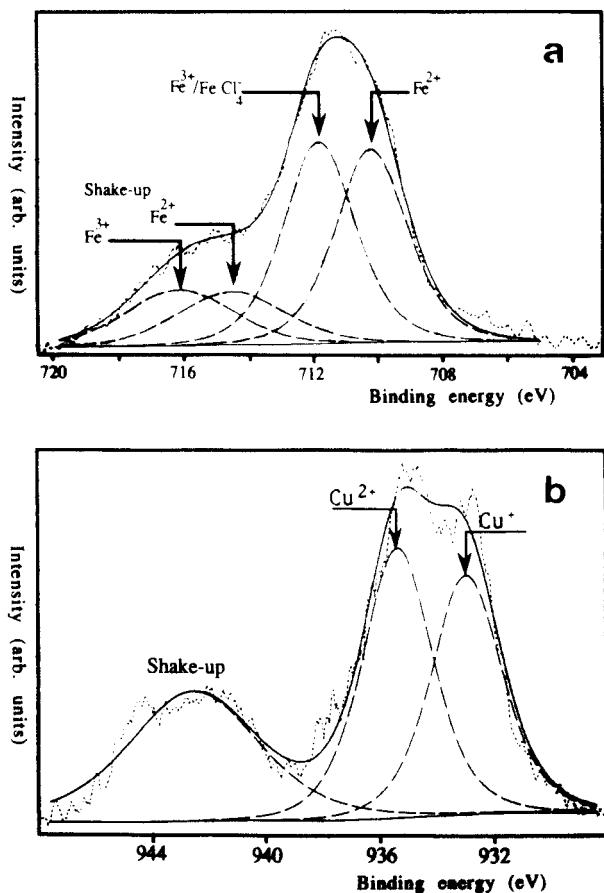 a
Fe3+/Fe Cl4-
Fe2+
Shake-up
Fe2+
Fe3+
Intensity (arb. units)
720
716
712
708
704
Binding energy (eV)
b
Cu2+
Cu+
Shake-up
Intensity (arb. units)
944
940
936
932
Binding energy (eV)